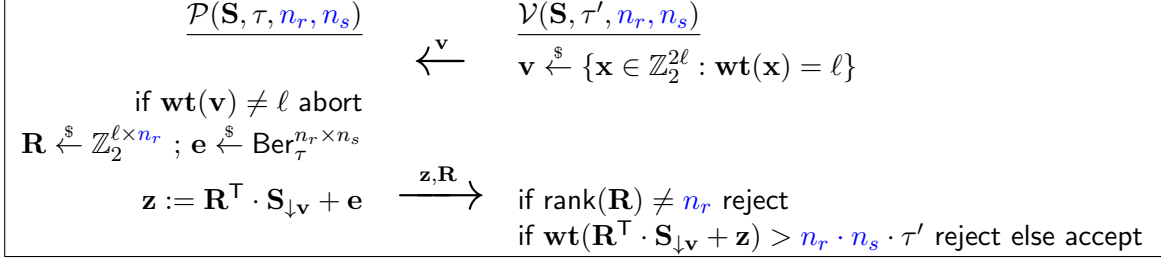 𝒫(𝐒, τ, n_r, n_s) 𝒱(𝐒, τ′, n_r, n_s)
←^𝐯 𝐯 ←^$ {𝐱 ∈ ℤ_2^{2ℓ} : 𝐰𝐭(𝐱) = ℓ}
if 𝐰𝐭(𝐯) ≠ ℓ abort
𝐑 ←^$ ℤ_2^{ℓ×n_r} ; 𝐞 ←^$ Ber_τ^{n_r×n_s}
𝐳 := 𝐑^T · 𝐒_{↓𝐯} + 𝐞 →^{𝐳,𝐑} if rank(𝐑) ≠ n_r reject
if 𝐰𝐭(𝐑^T · 𝐒_{↓𝐯} + 𝐳) > n_r · n_s · τ′ reject else accept